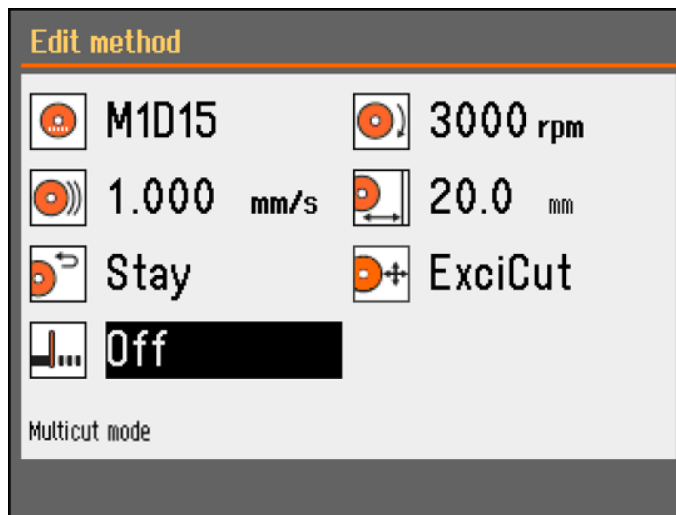 Edit method
M1D15 3000 rpm
1.000 mm/s 20.0 mm
Stay ExciCut
Off
Multicut mode